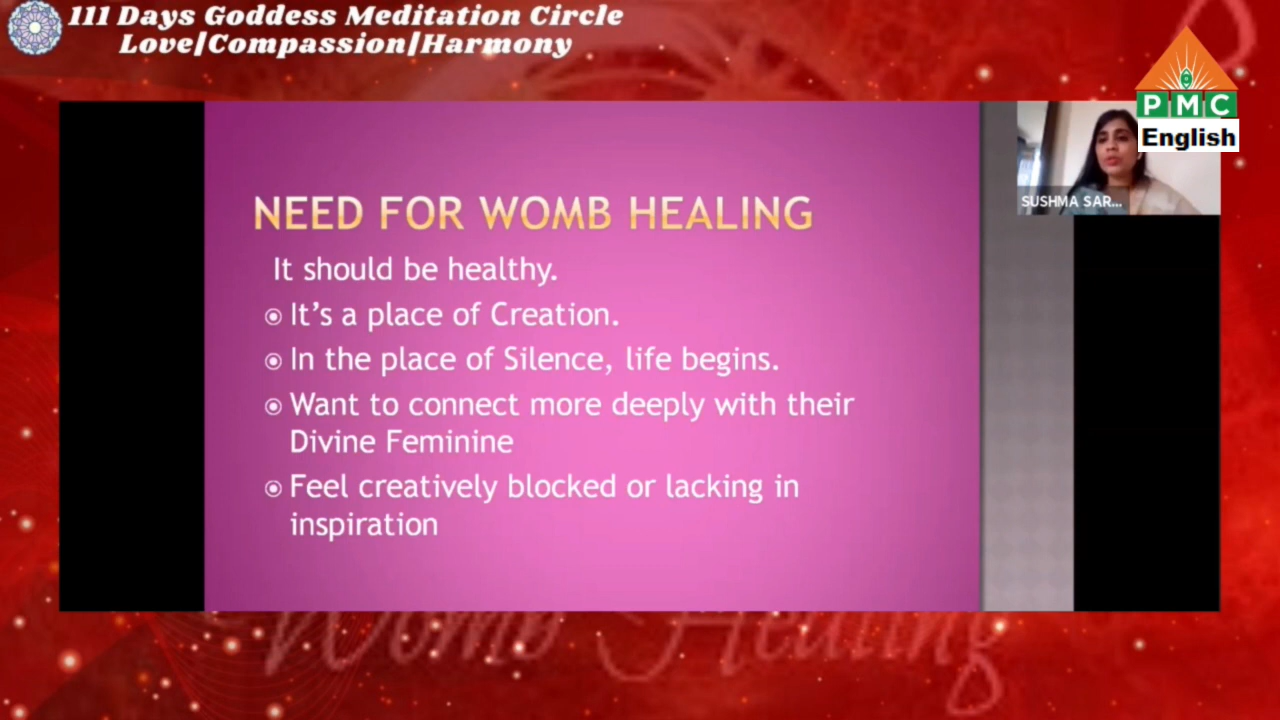 111 Days Goddess Meditation Circle
Love|Compassion|Harmony
PMC
English
SUSHMA SAR...
NEED FOR WOMB HEALING
It should be healthy.
It's a place of Creation.
In the place of Silence, life begins.
Want to connect more deeply with their
Divine Feminine
Feel creatively blocked or lacking in
inspiration
Womb Healing